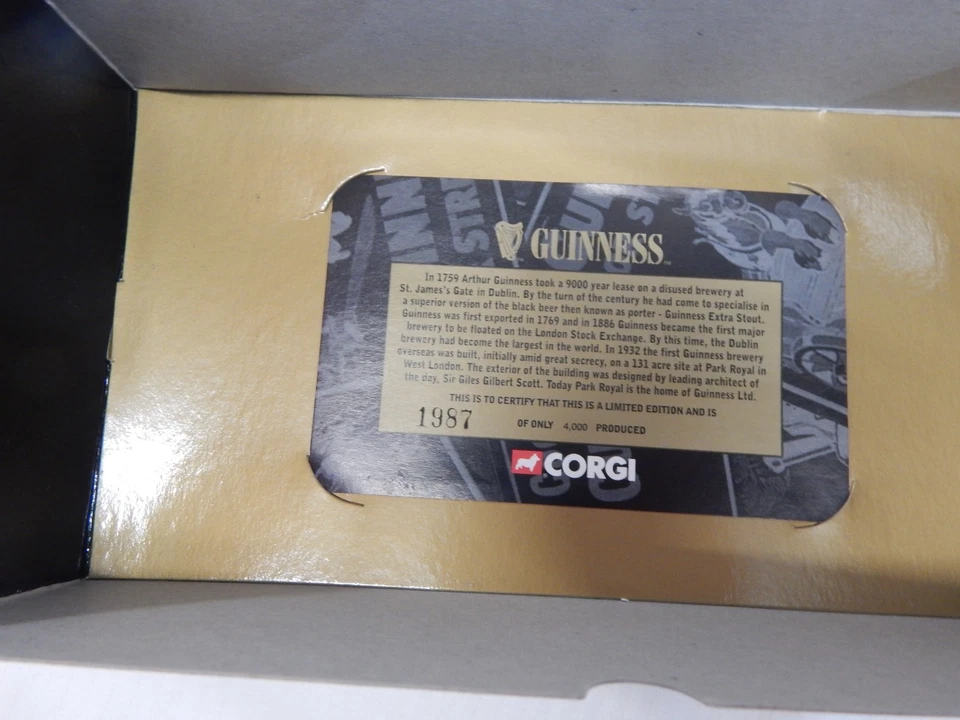 GUINNESS
In 1759 Arthur Guinness took a 9000 year lease on a disused brewery at
St. James's Gate in Dublin. By the turn of the century he had come to specialise in
a superior version of the black beer then known as porter - Guinness Extra Stout.
Guinness was first exported in 1769 and in 1886 Guinness became the first major
brewery to be floated on the London Stock Exchange. By this time, the Dublin
brewery had become the largest in the world. In 1932 the first Guinness brewery
overseas was built, initially amid great secrecy, on a 131 acre site at Park Royal in
West London. The exterior of the building was designed by leading architect of
the day, Sir Giles Gilbert Scott. Today Park Royal is the home of Guinness Ltd.
THIS IS TO CERTIFY THAT THIS IS A LIMITED EDITION AND IS
1987 OF ONLY 4,000 PRODUCED
CORGI